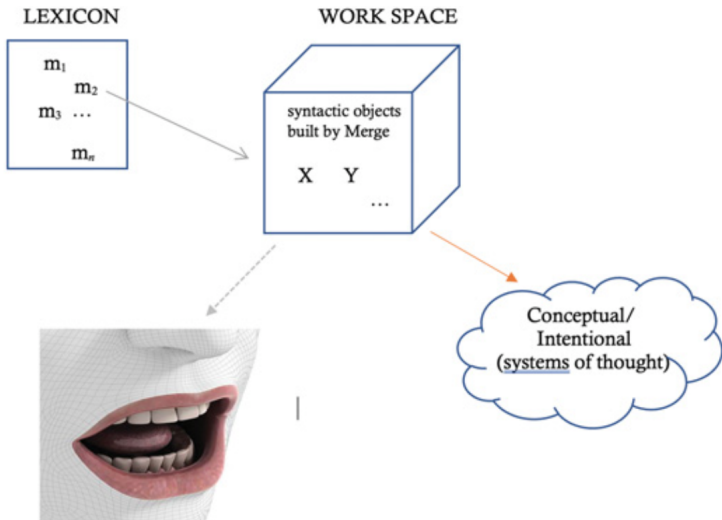 LEXICON
WORK SPACE
m₁
m₂
m₃ ...
mₙ
syntactic objects
built by Merge
X Y
...
Conceptual/
Intentional
(systems of thought)